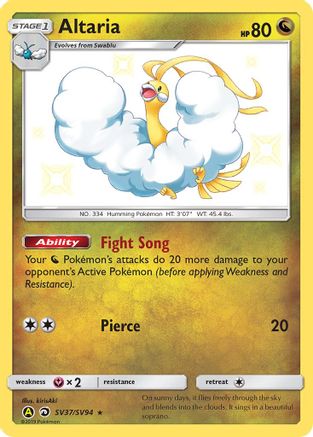 STAGE 1 Altaria HP 80
Evolves from Swablu
NO. 334 Humming Pokémon HT: 3'07" WT: 45.4 lbs.
Ability Fight Song
Your Pokémon's attacks do 20 more damage to
your opponent's Active Pokémon (before applying Weakness and
Resistance).
Pierce 20
weakness × 2 resistance retreat
Illus. kirisAki
A SV37/SV94 ★
©2019 Pokémon
On sunny days, it flies freely through the sky
and blends into the clouds. It sings in a beautiful
soprano.